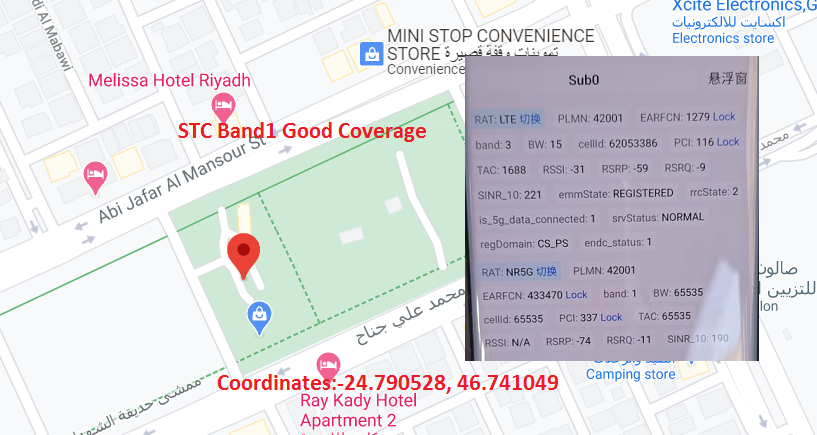 Xcite Electronics,G
اكسايت للالكترونيات
Electronics store
Al Mabawi
MINI STOP CONVENIENCE
STORE تموينات وقفة قصيرة
Convenience
Melissa Hotel Riyadh
STC Band1 Good Coverage
Abi Jafar Al Mansour St
Sub0 悬浮窗
RAT: LTE 切换 PLMN: 42001 EARFCN: 1279 Lock
band: 3 BW: 15 cellId: 62053386 PCI: 116 Lock
TAC: 1688 RSSI: -31 RSRP: -59 RSRQ: -9
SINR_10: 221 emmState: REGISTERED rrcState: 2
is_5g_data_connected: 1 srvStatus: NORMAL
regDomain: CS_PS endc_status: 1
RAT: NR5G 切换 PLMN: 42001
EARFCN: 433470 Lock band: 1 BW: 65535
cellId: 65535 PCI: 337 Lock TAC: 65535
RSSI: N/A RSRP: -74 RSRQ: -11 SINR_10: 190
صالون
للتزيين
lon
محمد علي جناح
Camping store
Coordinates:-24.790528, 46.741049
Ray Kady Hotel
Apartment 2
ممشى حديقة